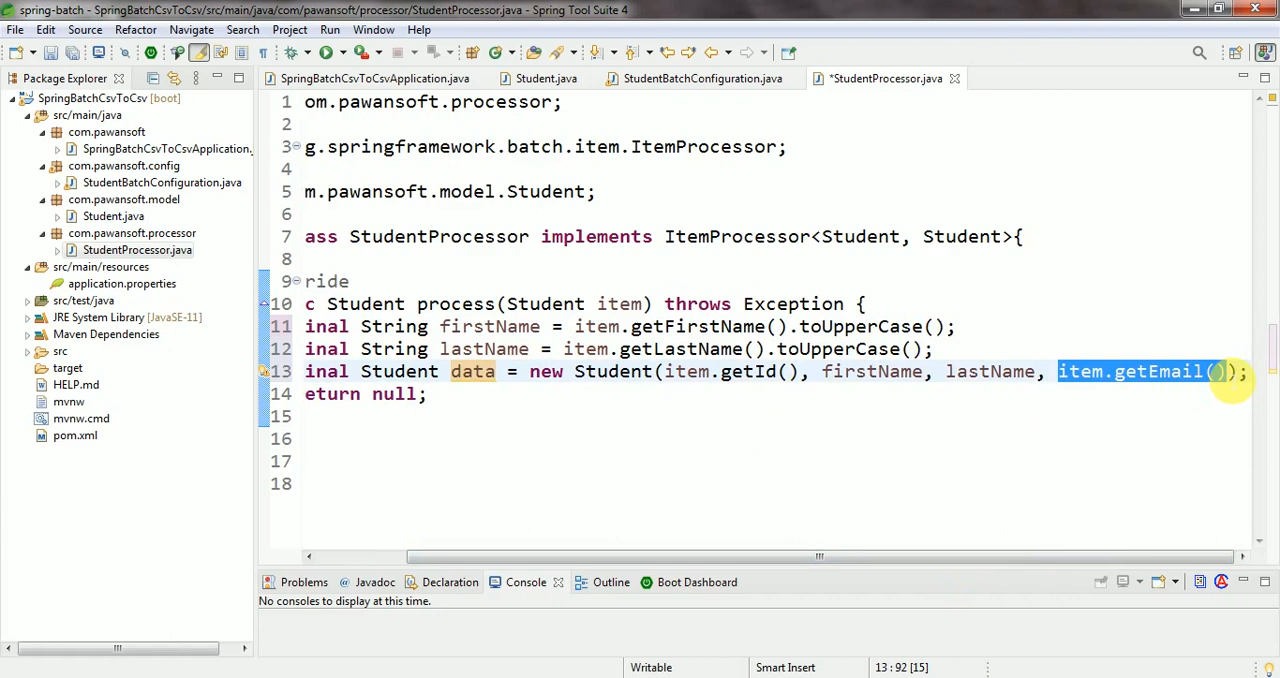 spring-batch - SpringBatchCsvToCsv/src/main/java/com/pawansoft/processor/StudentProcessor.java - Spring Tool Suite 4
File Edit Source Refactor Navigate Search Project Run Window Help
Package Explorer
SpringBatchCsvToCsvApplication.java
Student.java
StudentBatchConfiguration.java
*StudentProcessor.java
SpringBatchCsvToCsv [boot]
src/main/java
com.pawansoft
SpringBatchCsvToCsvApplication.
com.pawansoft.config
StudentBatchConfiguration.java
com.pawansoft.model
Student.java
com.pawansoft.processor
StudentProcessor.java
src/main/resources
application.properties
src/test/java
JRE System Library [JavaSE-11]
Maven Dependencies
src
target
HELP.md
mvnw
mvnw.cmd
pom.xml
1 om.pawansoft.processor;
2
3 g.springframework.batch.item.ItemProcessor;
4
5 m.pawansoft.model.Student;
6
7 ass StudentProcessor implements ItemProcessor<Student, Student>{
8
9 ride
10 c Student process(Student item) throws Exception {
11 inal String firstName = item.getFirstName().toUpperCase();
12 inal String lastName = item.getLastName().toUpperCase();
13 inal Student data = new Student(item.getId(), firstName, lastName, item.getEmail());
14 eturn null;
15
16
17
18
Problems Javadoc Declaration Console Outline Boot Dashboard
No consoles to display at this time.
Writable Smart Insert 13 : 92 [15]